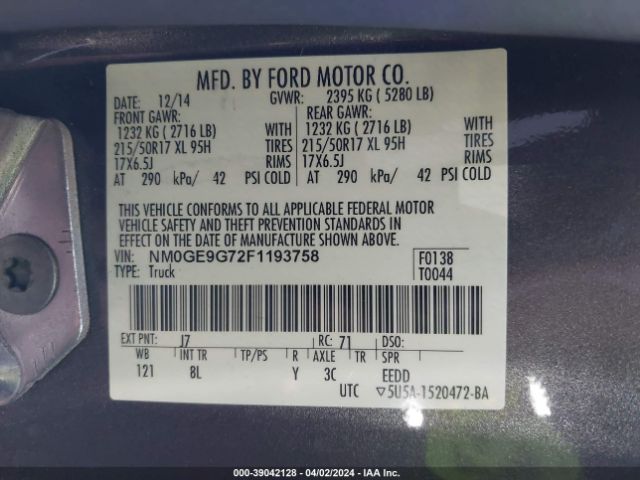 MFD. BY FORD MOTOR CO.
DATE: 12/14 GVWR: 2395 KG ( 5280 LB)
FRONT GAWR: REAR GAWR:
1232 KG ( 2716 LB) WITH 1232 KG ( 2716 LB) WITH
215/50R17 XL 95H TIRES 215/50R17 XL 95H TIRES
17X6.5J RIMS 17X6.5J RIMS
AT 290 kPa/ 42 PSI COLD AT 290 kPa/ 42 PSI COLD
THIS VEHICLE CONFORMS TO ALL APPLICABLE FEDERAL MOTOR
VEHICLE SAFETY AND THEFT PREVENTION STANDARDS IN
EFFECT ON THE DATE OF MANUFACTURE SHOWN ABOVE.
VIN: NM0GE9G72F1193758 F0138
TYPE: Truck T0044
EXT PNT: J7 RC: 71 DSO:
WB INT TR TP/PS R AXLE TR SPR
121 8L Y 3C EEDD
UTC ▽5U5A-1520472-BA
000-39042128 - 04/02/2024 - IAA Inc.